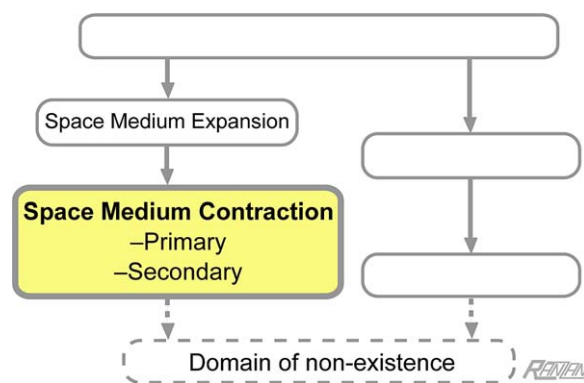 Space Medium Expansion
Space Medium Contraction
–Primary
–Secondary
Domain of non-existence